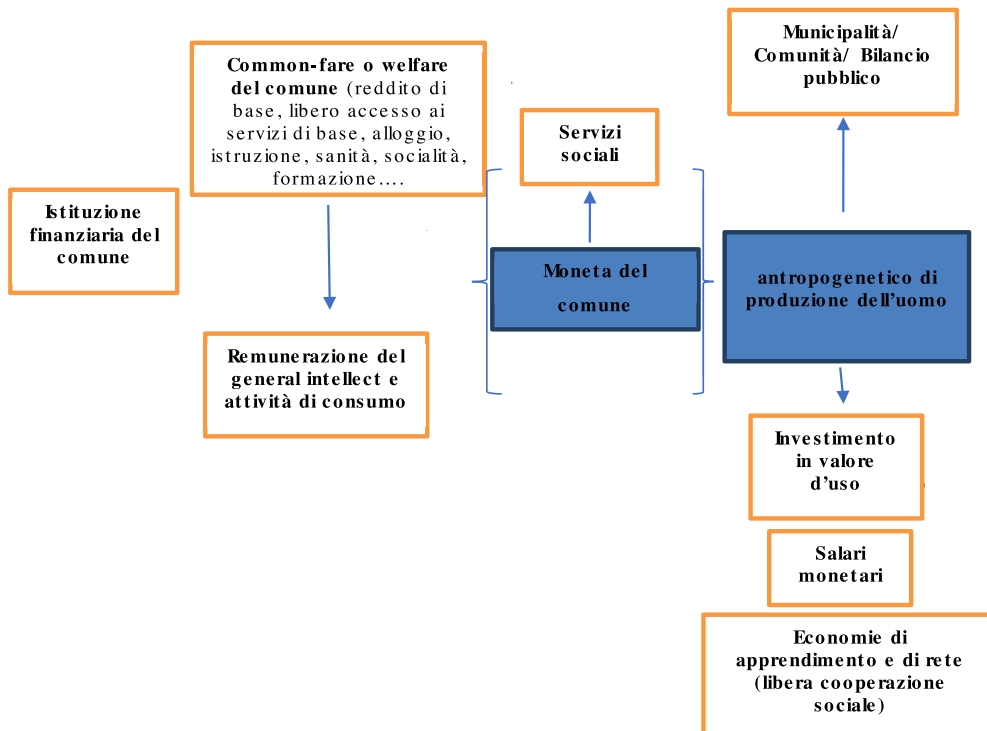 Istituzione
finanziaria del
comune
Common-fare o welfare
del comune (reddito di
base, libero accesso ai
servizi di base, alloggio,
istruzione, sanità, socialità,
formazione….
Remunerazione del
general intellect e
attività di consumo
Servizi
sociali
Moneta del
comune
Municipalità/
Comunità/ Bilancio
pubblico
antropogenetico di
produzione dell’uomo
Investimento
in valore
d’uso
Salari
monetari
Economie di
apprendimento e di rete
(libera cooperazione
sociale)